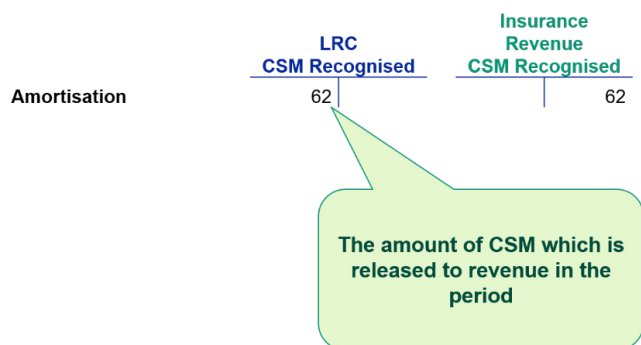 LRC
CSM Recognised
Insurance
Revenue
CSM Recognised
Amortisation 62 62
The amount of CSM which is
released to revenue in the
period